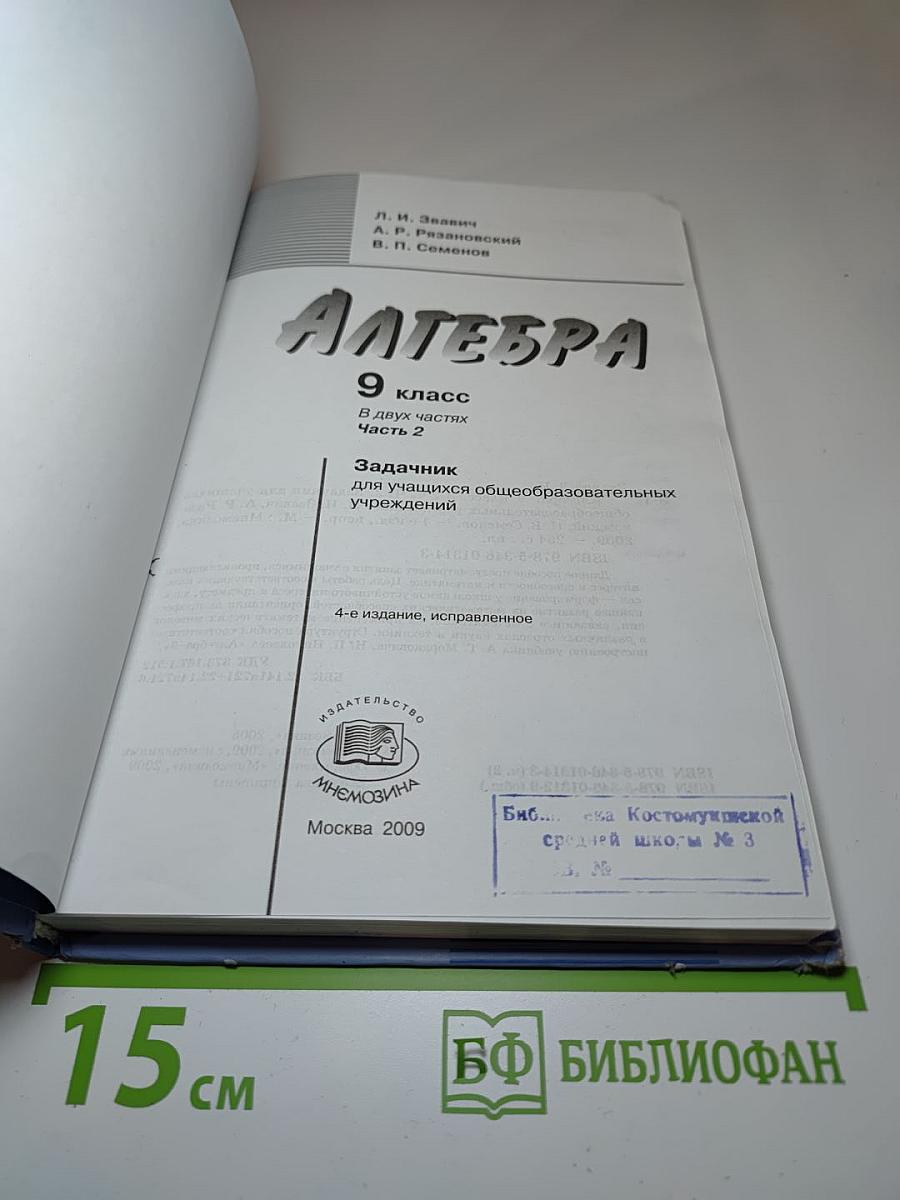 Л. И. Звавич
А. Р. Рязановский
В. П. Семенов
АЛГЕБРА
9 класс
В двух частях
Часть 2
Задачник
для учащихся общеобразовательных
учреждений
4-е издание, исправленное
ИЗДАТЕЛЬСТВО
МНЕМОЗИНА
Москва 2009
Костомукшской
средней школы № 3
№
15 см
БФ БИБЛИОФАН